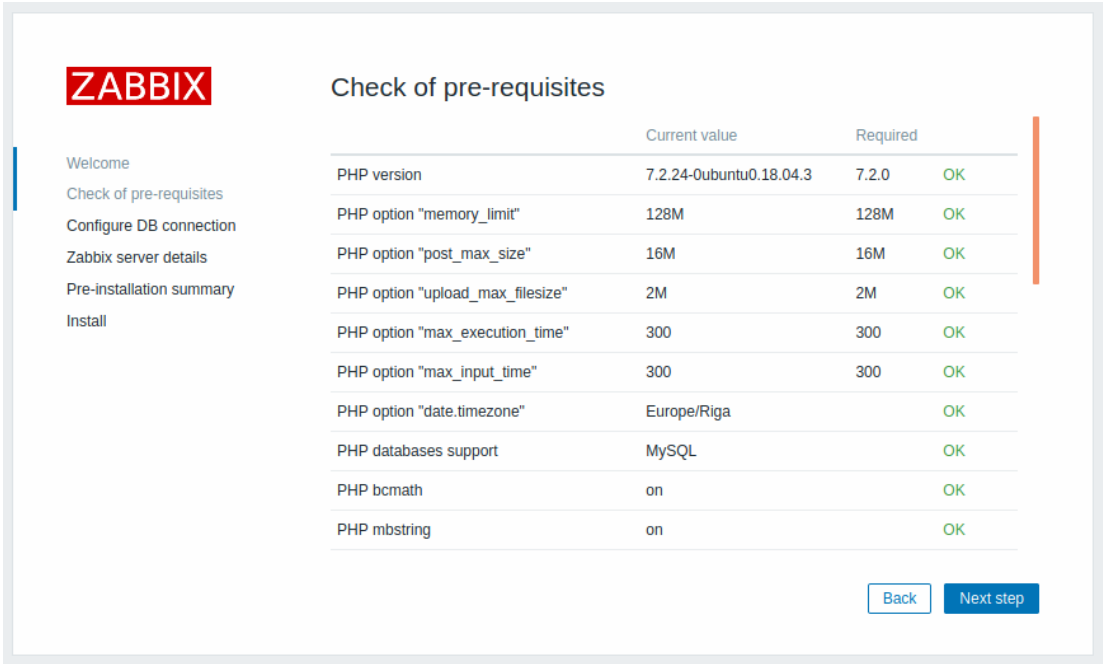 ZABBIX
Check of pre-requisites
Welcome
Check of pre-requisites
Configure DB connection
Zabbix server details
Pre-installation summary
Install
Current value Required
PHP version 7.2.24-0ubuntu0.18.04.3 7.2.0 OK
PHP option "memory_limit" 128M 128M OK
PHP option "post_max_size" 16M 16M OK
PHP option "upload_max_filesize" 2M 2M OK
PHP option "max_execution_time" 300 300 OK
PHP option "max_input_time" 300 300 OK
PHP option "date.timezone" Europe/Riga OK
PHP databases support MySQL OK
PHP bcmath on OK
PHP mbstring on OK
Back Next step